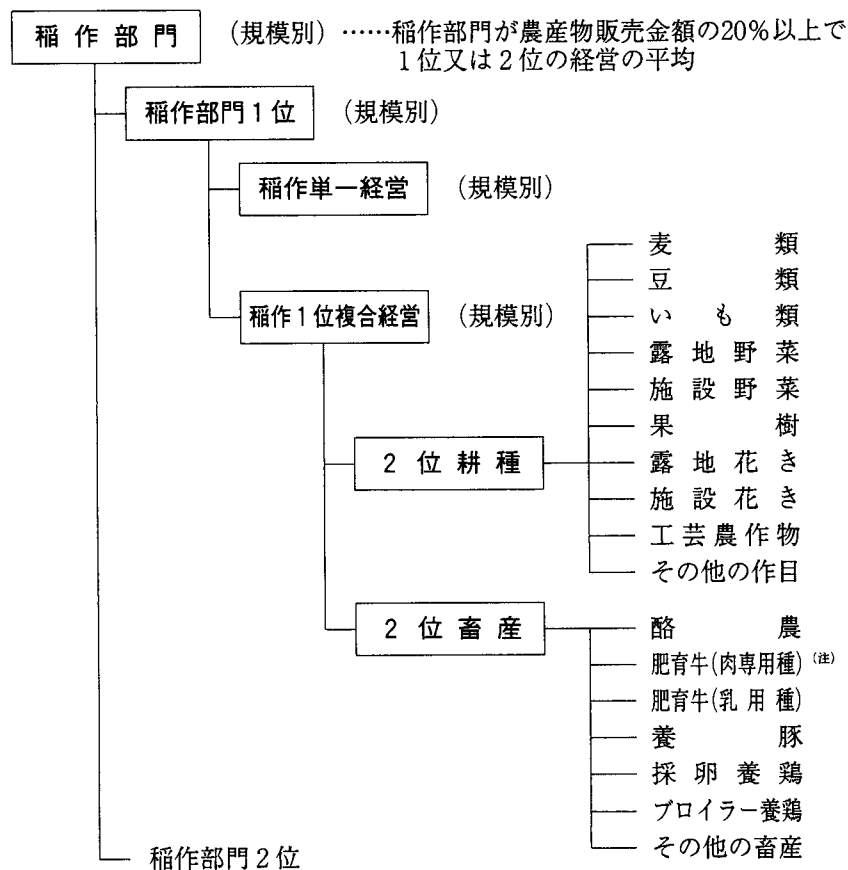 稲作部門 (規模別) ……稲作部門が農産物販売金額の20%以上で
1位又は2位の経営の平均
稲作部門1位 (規模別)
稲作単一経営 (規模別)
稲作1位複合経営 (規模別)
麦類
豆類
いも類
露地野菜
施設野菜
果樹
2位耕種
露地花き
施設花き
工芸農作物
その他の作目
2位畜産
酪農
肥育牛(肉専用種)(注)
肥育牛(乳用種)
養豚
採卵養鶏
ブロイラー養鶏
その他の畜産
稲作部門2位